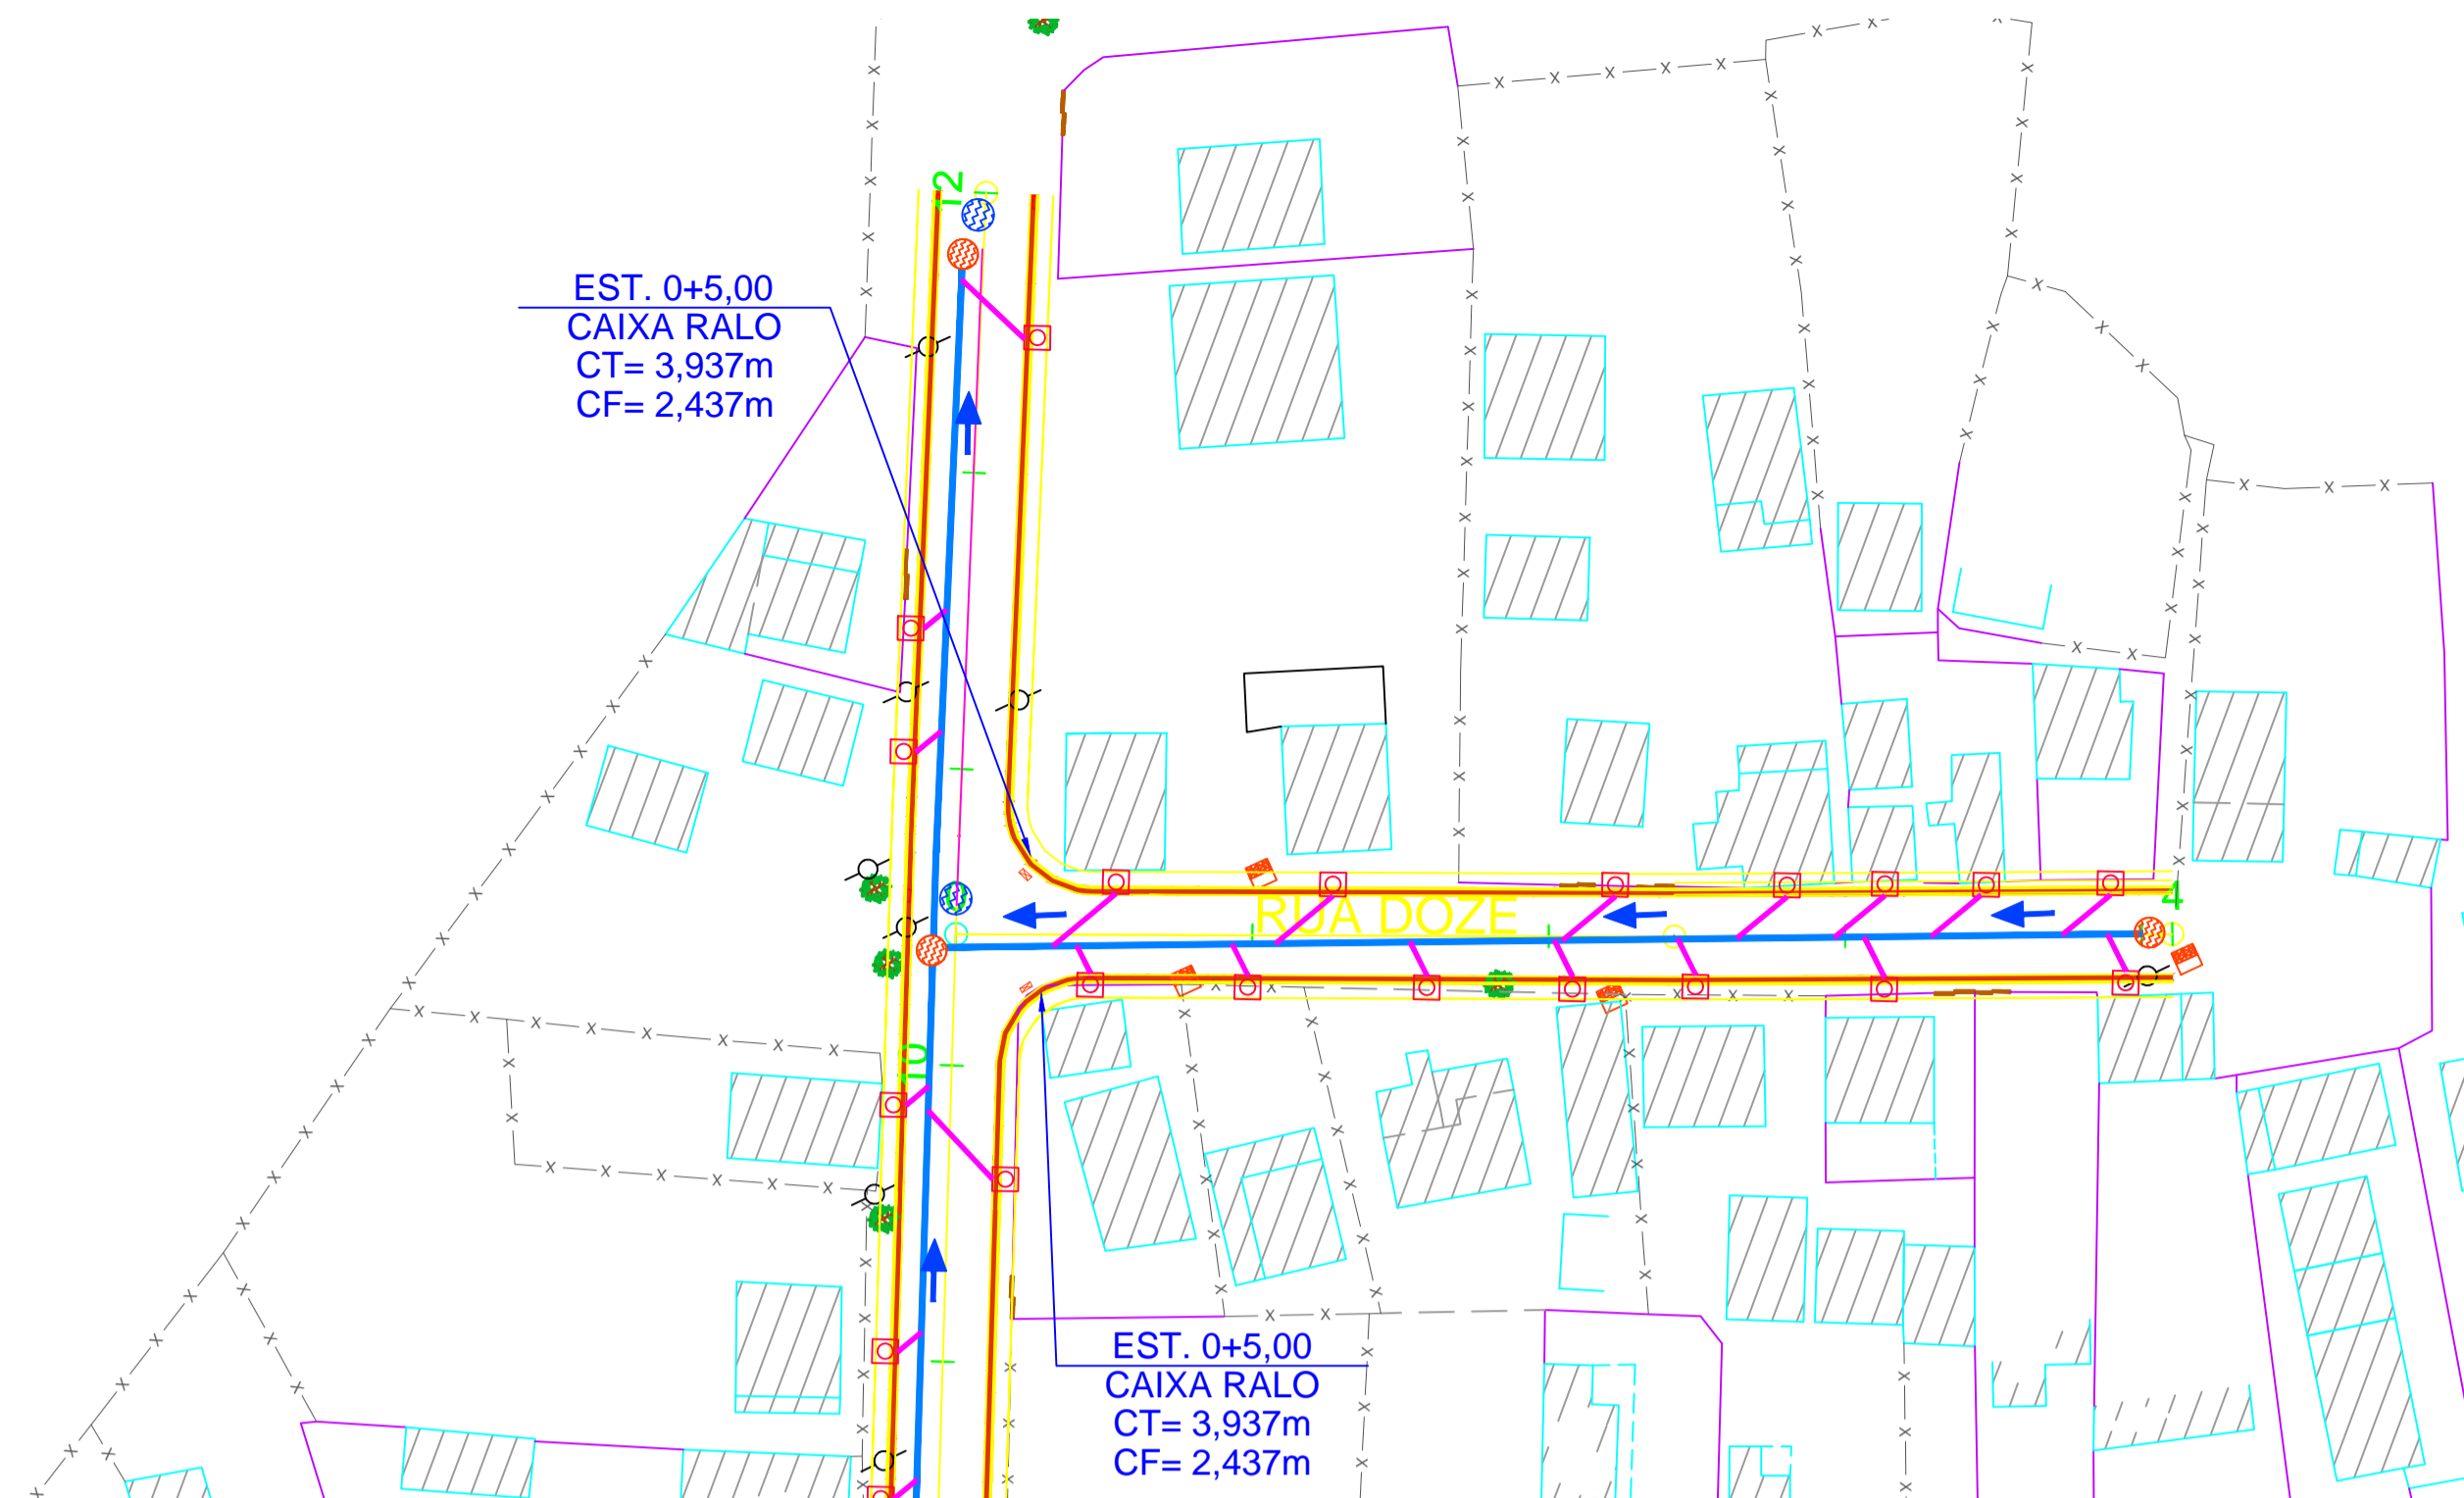 12
EST. 0+5,00
CAIXA RALO
CT= 3,937m
CF= 2,437m
RUA DOZE
4
10
EST. 0+5,00
CAIXA RALO
CT= 3,937m
CF= 2,437m